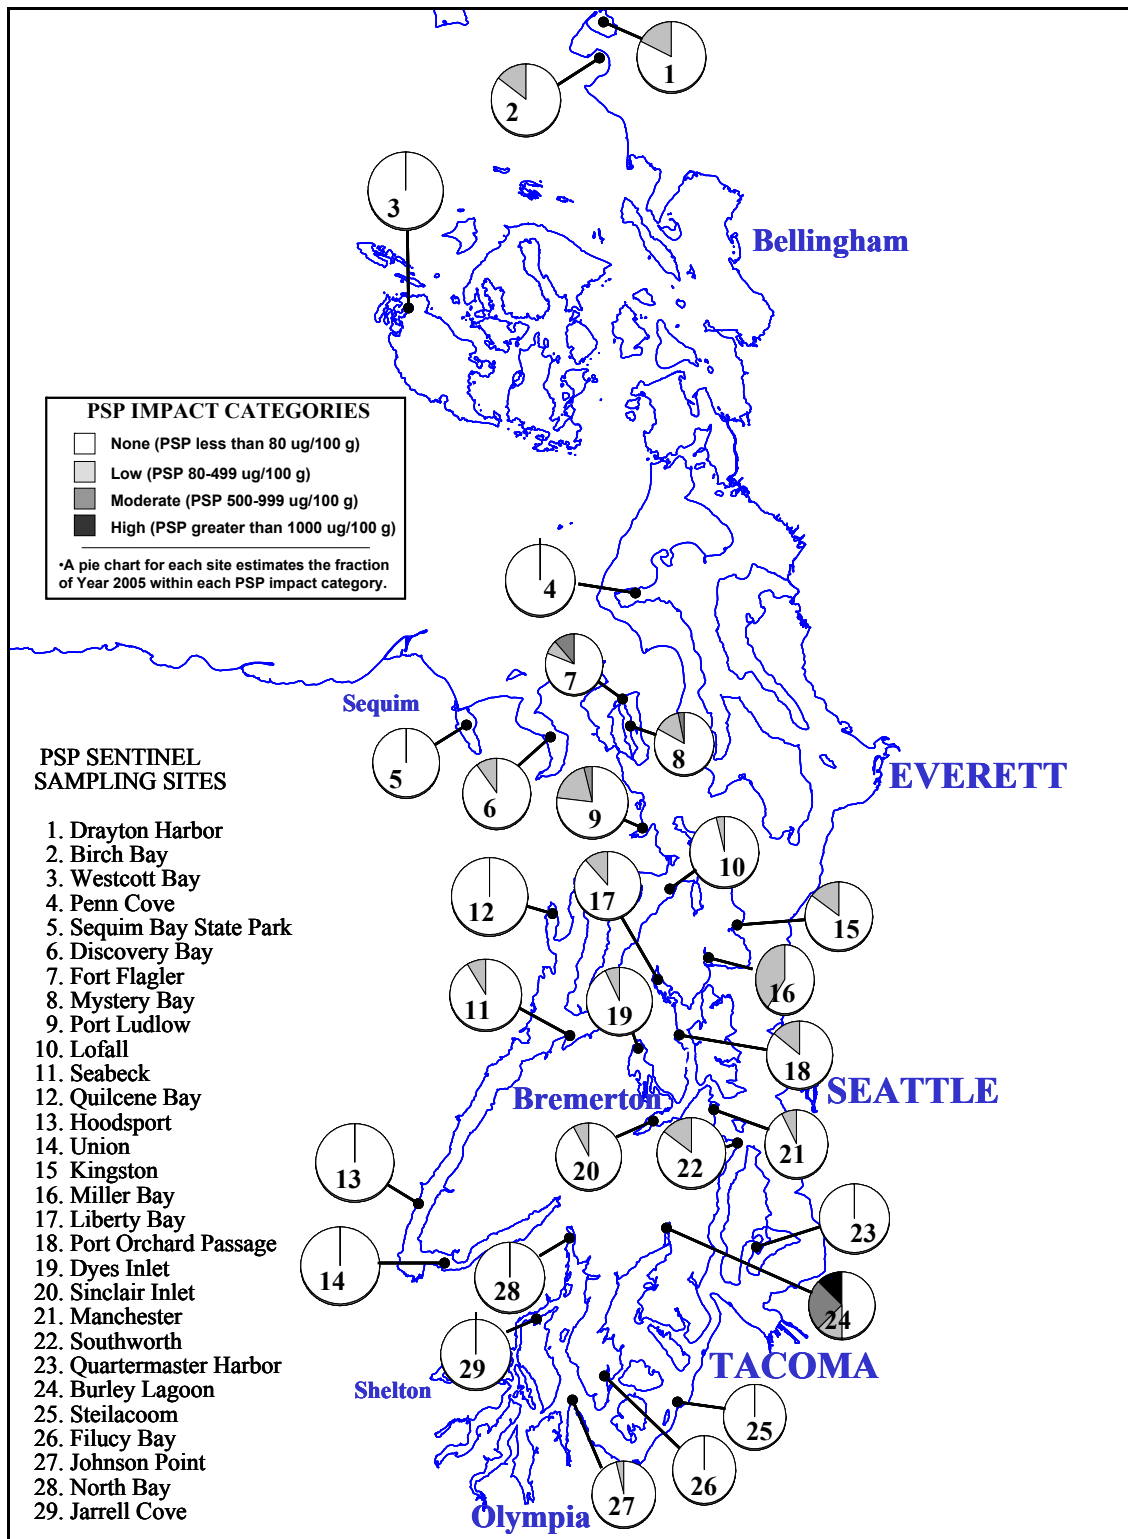 1
2
3
Bellingham
PSP IMPACT CATEGORIES
None (PSP less than 80 ug/100 g)
Low (PSP 80-499 ug/100 g)
Moderate (PSP 500-999 ug/100 g)
High (PSP greater than 1000 ug/100 g)
•A pie chart for each site estimates the fraction
of Year 2005 within each PSP impact category.
4
7
Sequim
8
5
6
9
EVERETT
PSP SENTINEL
SAMPLING SITES
1. Drayton Harbor
2. Birch Bay
3. Westcott Bay
4. Penn Cove
5. Sequim Bay State Park
6. Discovery Bay
7. Fort Flagler
8. Mystery Bay
9. Port Ludlow
10. Lofall
11. Seabeck
12. Quilcene Bay
13. Hoodsport
14. Union
15 Kingston
16. Miller Bay
17. Liberty Bay
18. Port Orchard Passage
19. Dyes Inlet
20. Sinclair Inlet
21. Manchester
22. Southworth
23. Quartermaster Harbor
24. Burley Lagoon
25. Steilacoom
26. Filucy Bay
27. Johnson Point
28. North Bay
29. Jarrell Cove
10
17
12
15
16
11
19
18
SEATTLE
Bremerton
21
20
22
13
23
14
28
24
29
TACOMA
Shelton
25
26
27
Olympia